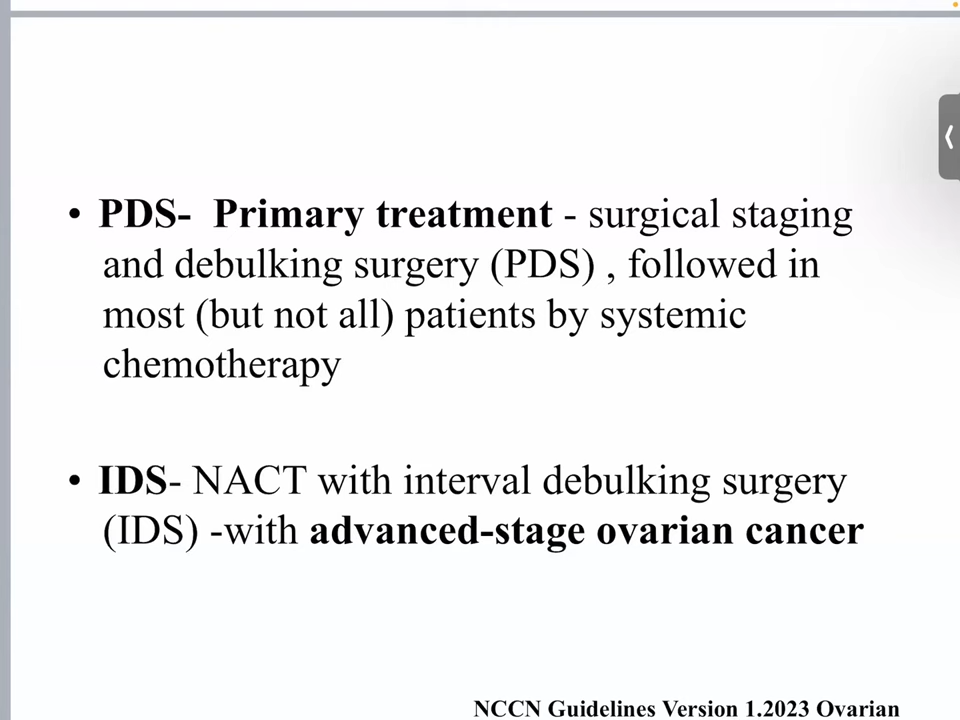 • PDS-  Primary treatment - surgical staging
and debulking surgery (PDS) , followed in
most (but not all) patients by systemic
chemotherapy
• IDS- NACT with interval debulking surgery
(IDS) -with advanced-stage ovarian cancer
NCCN Guidelines Version 1.2023 Ovarian